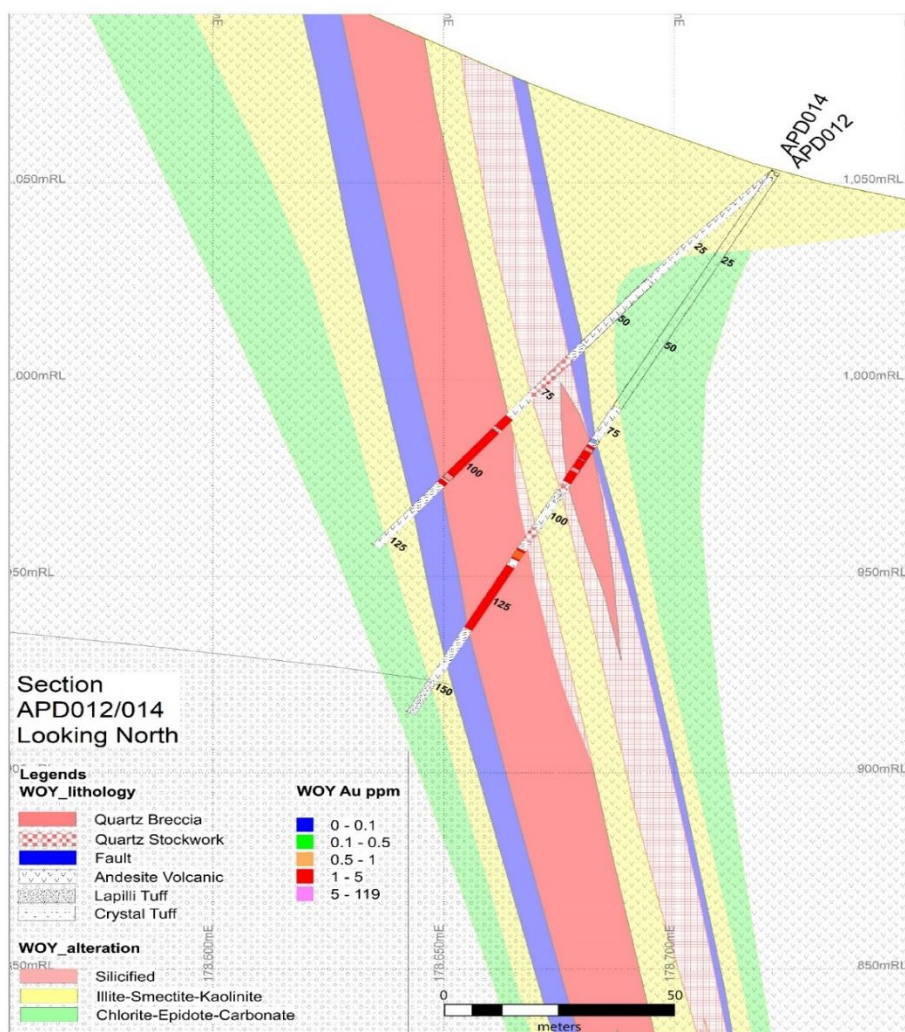 APD014
APD012
,050mRL
1,050mRL
25
25
50
50
,000mRL
1,000mRL
75
75
100
100
125
125
950mRL
950mRL
150
Section
APD012/014
Looking North
900mRL
Legends
WOY_lithology
Quartz Breccia
Quartz Stockwork
Fault
Andesite Volcanic
Lapilli Tuff
Crystal Tuff
WOY Au ppm
0 - 0.1
0.1 - 0.5
0.5 - 1
1 - 5
5 - 119
WOY_alteration
Silicified
Illite-Smectite-Kaolinite
Chlorite-Epidote-Carbonate
178,600mE
178,650mE
178,700mE
850mRL
850mRL
0
50
meters